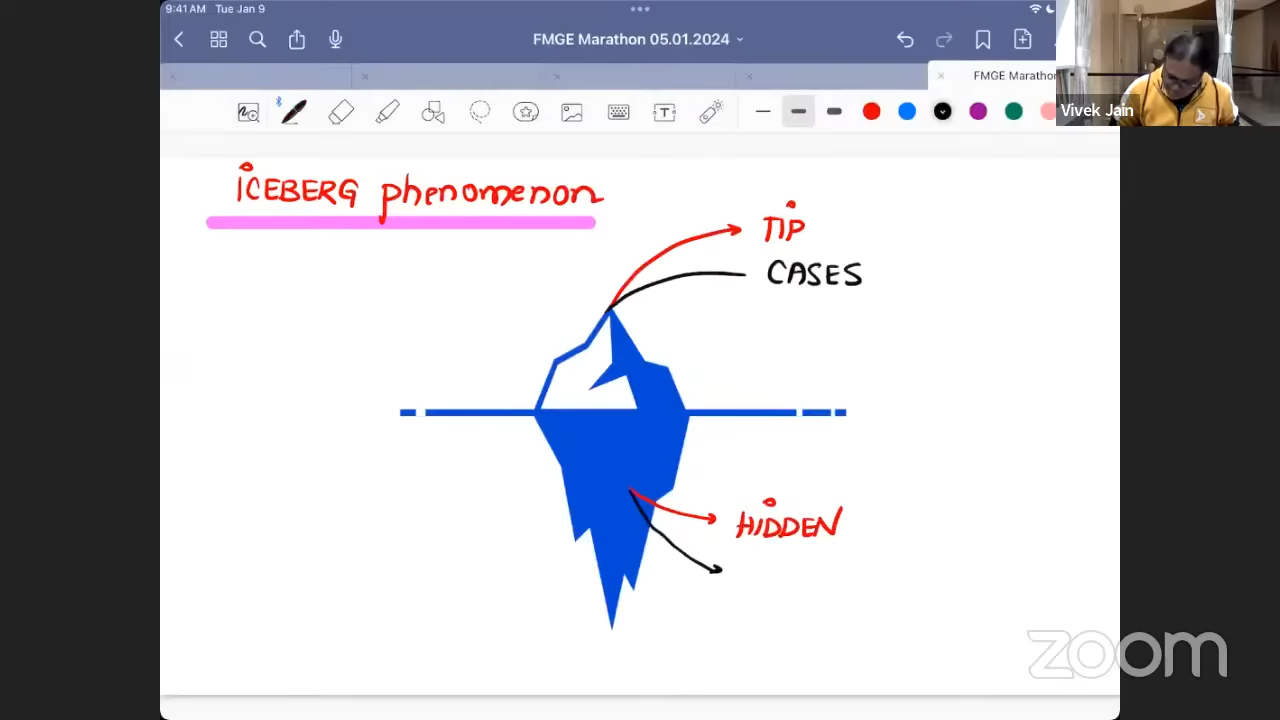 9:41 AM Tue Jan 9
FMGE Marathon 05.01.2024
FMGE Marathon
Vivek Jain
ICEBERG phenomenon
TIP
CASES
HIDDEN
zoom